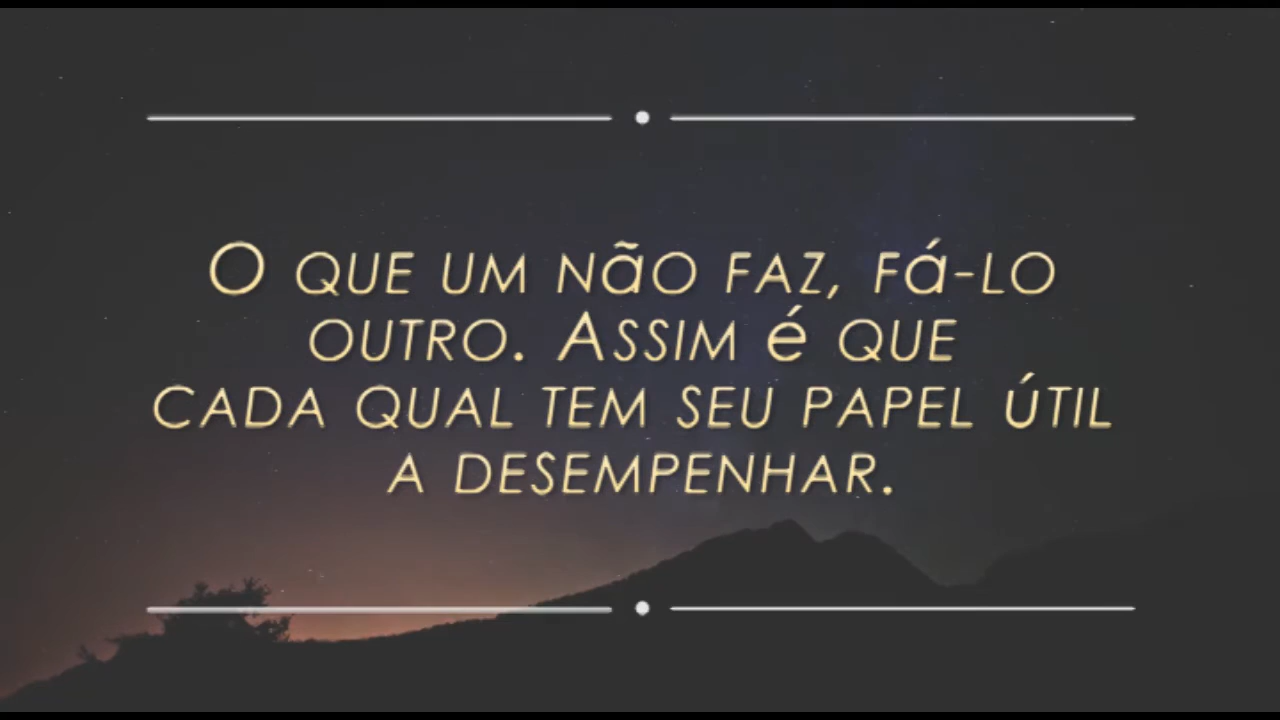 O que um não faz, fá-lo
outro. Assim é que
cada qual tem seu papel útil
a desempenhar.